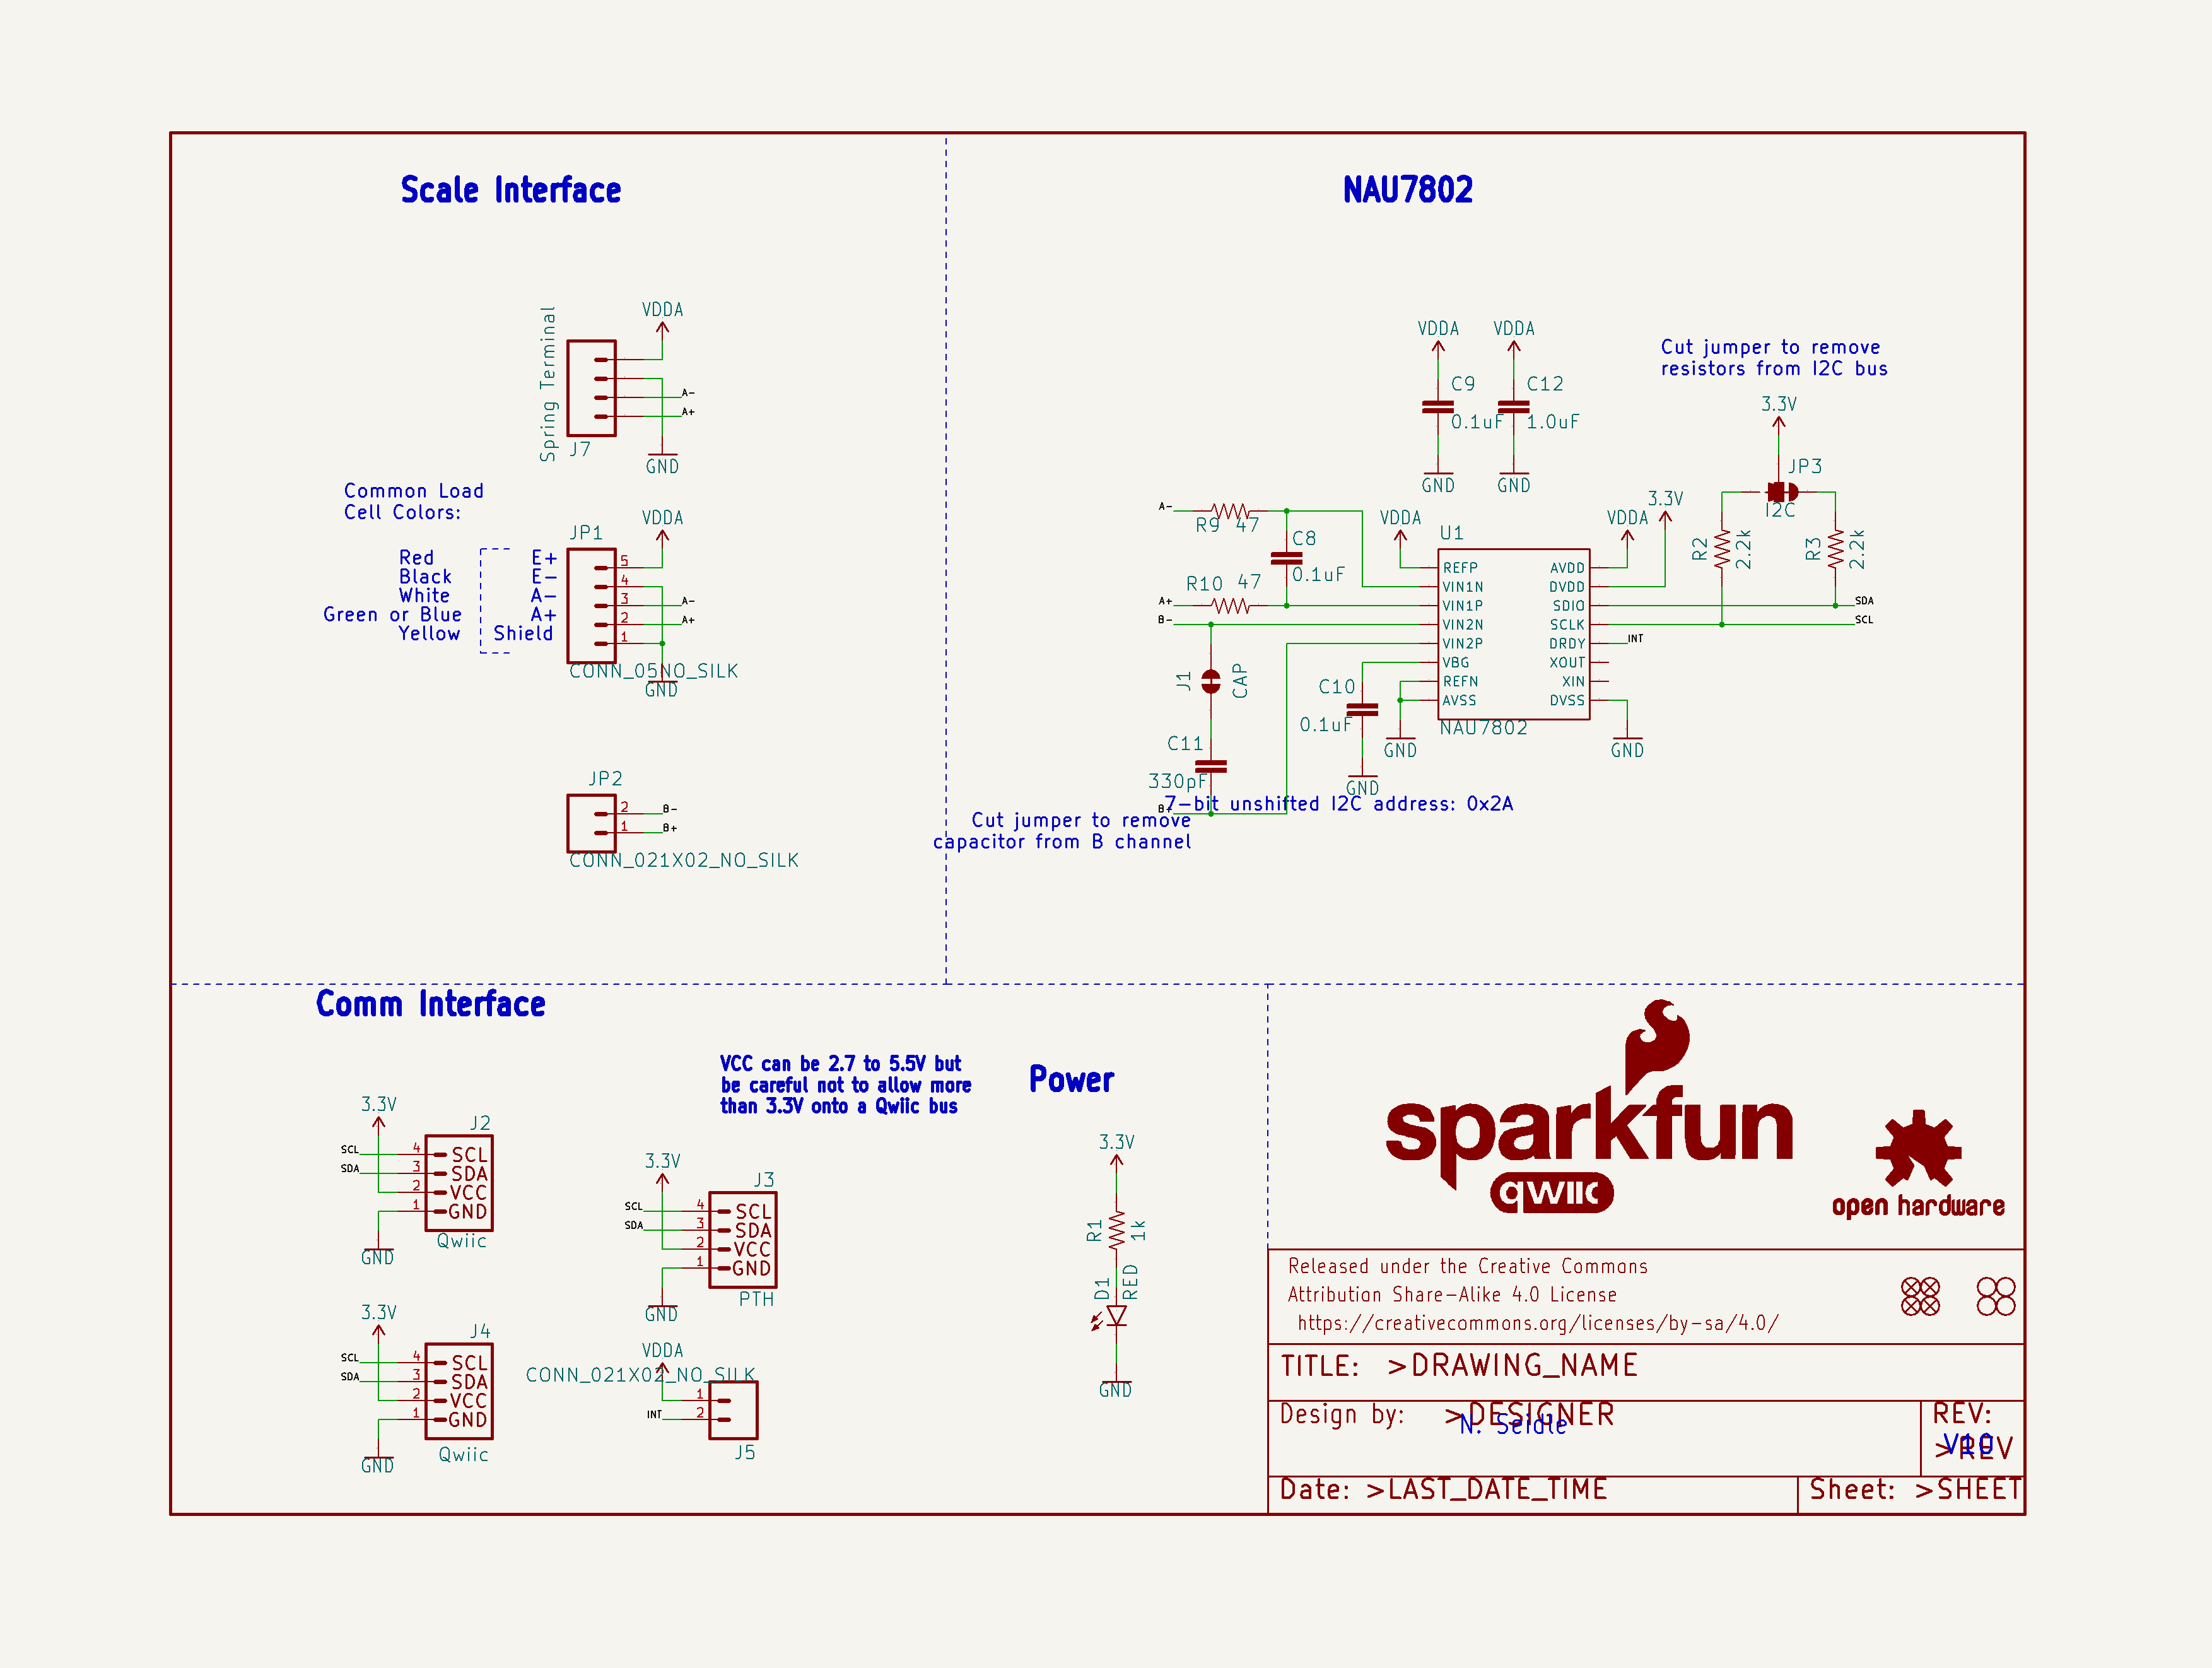 Scale Interface
NAU7802
VDDA
Spring Terminal
A-
A+
J7
GND
Common Load
Cell Colors:
VDDA
JP1
Red E+ 5
Black E- 4
White A- 3 A-
Green or Blue A+ 2 A+
Yellow Shield 1
CONN_05NO_SILK
GND
JP2
2 B-
1 B+
CONN_021X02_NO_SILK
VDDA VDDA
C9 C12
0.1uF 1.0uF
GND GND
Cut jumper to remove
resistors from I2C bus
3.3V
JP3
I2C
R2 2.2k
R3 2.2k
A-
R9 47
C8
0.1uF
R10 47
A+
B-
J1 CAP
C11
330pF
B+
Cut jumper to remove
capacitor from B channel
7-bit unshifted I2C address: 0x2A
C10
0.1uF
GND
GND
VDDA
U1
VDDA
3.3V
REFP AVDD
VIN1N DVDD
VIN1P SDIO SDA
VIN2N SCLK SCL
VIN2P DRDY INT
VBG XOUT
REFN XIN
AVSS DVSS
NAU7802
GND
Comm Interface
VCC can be 2.7 to 5.5V but
be careful not to allow more
than 3.3V onto a Qwiic bus
Power
3.3V
J2
SCL 4 SCL
SDA 3 SDA
2 VCC
1 GND
Qwiic
GND
3.3V
J3
SCL 4 SCL
SDA 3 SDA
2 VCC
1 GND
PTH
GND
3.3V
J4
SCL 4 SCL
SDA 3 SDA
2 VCC
1 GND
Qwiic
GND
VDDA
CONN_021X02_NO_SILK
1
INT 2
J5
3.3V
R1 1k
D1 RED
GND
sparkfun
qwiic
open hardware
Released under the Creative Commons
Attribution Share-Alike 4.0 License
https://creativecommons.org/licenses/by-sa/4.0/
TITLE: >DRAWING_NAME
Design by: >DESIGNER
N. Seidle
REV:
>REV
V10
Date: >LAST_DATE_TIME
Sheet: >SHEET